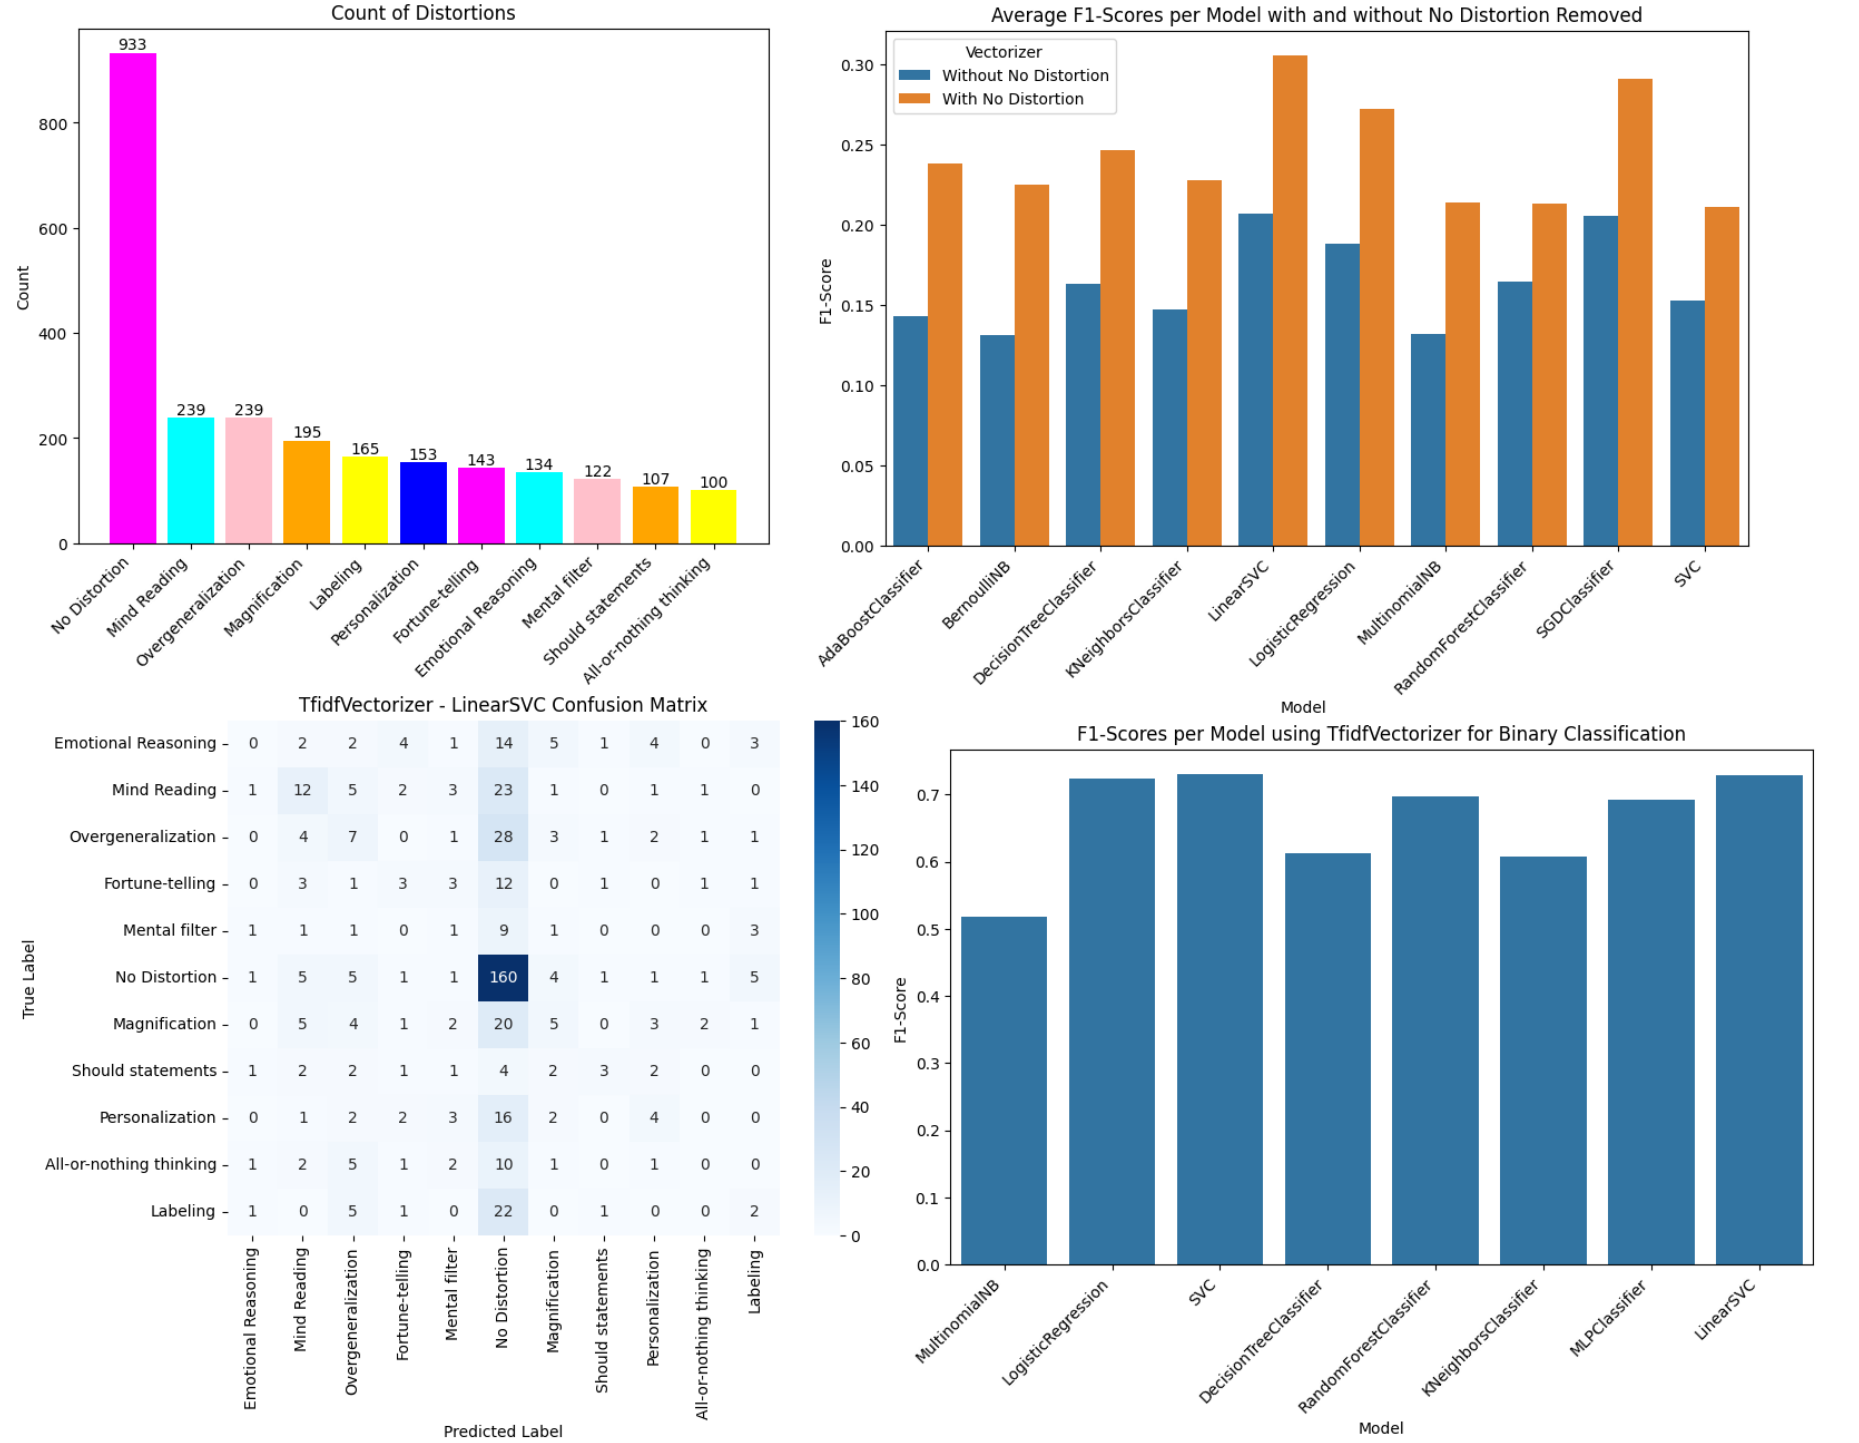 Count of Distortions
Count
800
600
400
200
0
933
239
239
195
165
153
143
134
122
107
100
No Distortion
Mind Reading
Overgeneralization
Magnification
Labeling
Personalization
Fortune-telling
Emotional Reasoning
Mental filter
Should statements
All-or-nothing thinking
Average F1-Scores per Model with and without No Distortion Removed
Vectorizer
Without No Distortion
With No Distortion
F1-Score
0.30
0.25
0.20
0.15
0.10
0.05
0.00
AdaBoostClassifier
BernoulliNB
DecisionTreeClassifier
KNeighborsClassifier
LinearSVC
LogisticRegression
MultinomialNB
RandomForestClassifier
SGDClassifier
SVC
Model
TfidfVectorizer - LinearSVC Confusion Matrix
True Label
Emotional Reasoning 0 2 2 4 1 14 5 1 4 0 3
Mind Reading 1 12 5 2 3 23 1 0 1 1 0
Overgeneralization 0 4 7 0 1 28 3 1 2 1 1
Fortune-telling 0 3 1 3 3 12 0 1 0 1 1
Mental filter 1 1 1 0 1 9 1 0 0 0 3
No Distortion 1 5 5 1 1 160 4 1 1 1 5
Magnification 0 5 4 1 2 20 5 0 3 2 1
Should statements 1 2 2 1 1 4 2 3 2 0 0
Personalization 0 1 2 2 3 16 2 0 4 0 0
All-or-nothing thinking 1 2 5 1 2 10 1 0 1 0 0
Labeling 1 0 5 1 0 22 0 1 0 0 2
Emotional Reasoning
Mind Reading
Overgeneralization
Fortune-telling
Mental filter
No Distortion
Magnification
Should statements
Personalization
All-or-nothing thinking
Labeling
Predicted Label
160
140
120
100
80
60
40
20
0
F1-Scores per Model using TfidfVectorizer for Binary Classification
F1-Score
0.7
0.6
0.5
0.4
0.3
0.2
0.1
0.0
MultinomialNB
LogisticRegression
SVC
DecisionTreeClassifier
RandomForestClassifier
KNeighborsClassifier
MLPClassifier
LinearSVC
Model